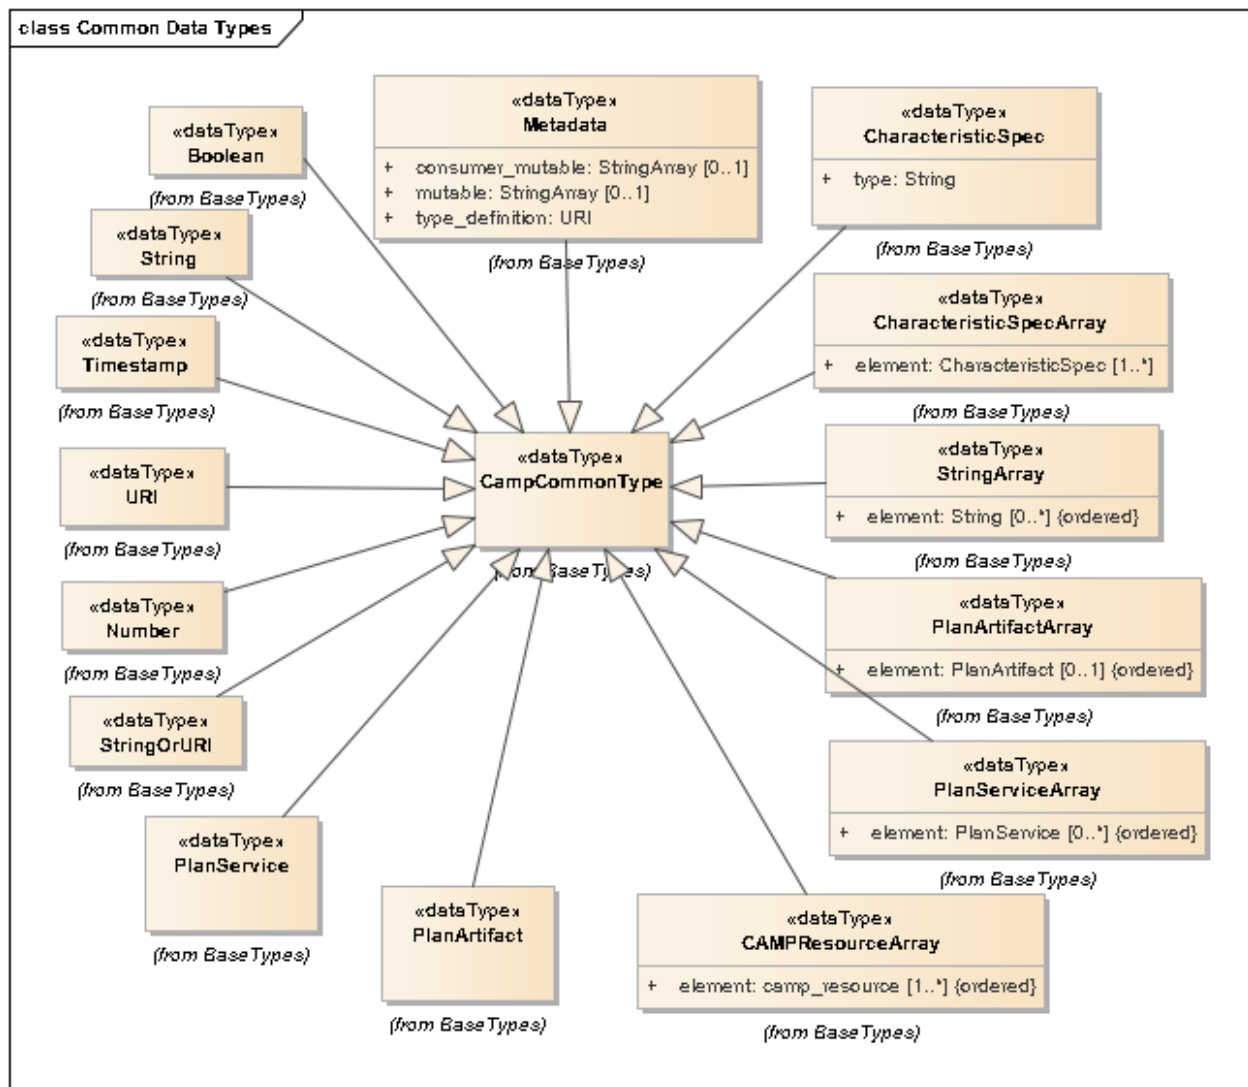 class Common Data Types
«dataType»
Boolean
(from BaseTypes)
«dataType»
Metadata
+ consumer_mutable: StringArray [0..1]
+ mutable: StringArray [0..1]
+ type_definition: URI
(from BaseTypes)
«dataType»
CharacteristicSpec
+ type: String
(from BaseTypes)
«dataType»
String
(from BaseTypes)
«dataType»
CharacteristicSpecArray
+ element: CharacteristicSpec [1..*]
(from BaseTypes)
«dataType»
Timestamp
(from BaseTypes)
«dataType»
CampCommonType
(from BaseTypes)
«dataType»
StringArray
+ element: String [0..*] {ordered}
(from BaseTypes)
«dataType»
URI
(from BaseTypes)
«dataType»
Number
(from BaseTypes)
«dataType»
PlanArtifactArray
+ element: PlanArtifact [0..1] {ordered}
(from BaseTypes)
«dataType»
StringOrURI
(from BaseTypes)
«dataType»
PlanServiceArray
+ element: PlanService [0..*] {ordered}
(from BaseTypes)
«dataType»
PlanService
(from BaseTypes)
«dataType»
PlanArtifact
(from BaseTypes)
«dataType»
CAMPResourceArray
+ element: camp_resource [1..*] {ordered}
(from BaseTypes)